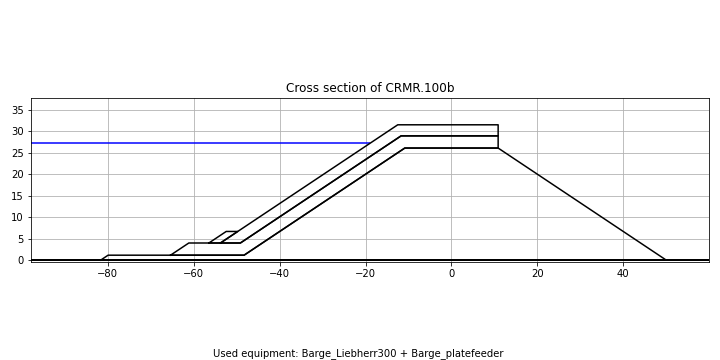 Cross section of CRMR.100b
35
30
25
20
15
10
5
0
−80 −60 −40 −20 0 20 40
Used equipment: Barge_Liebherr300 + Barge_platefeeder